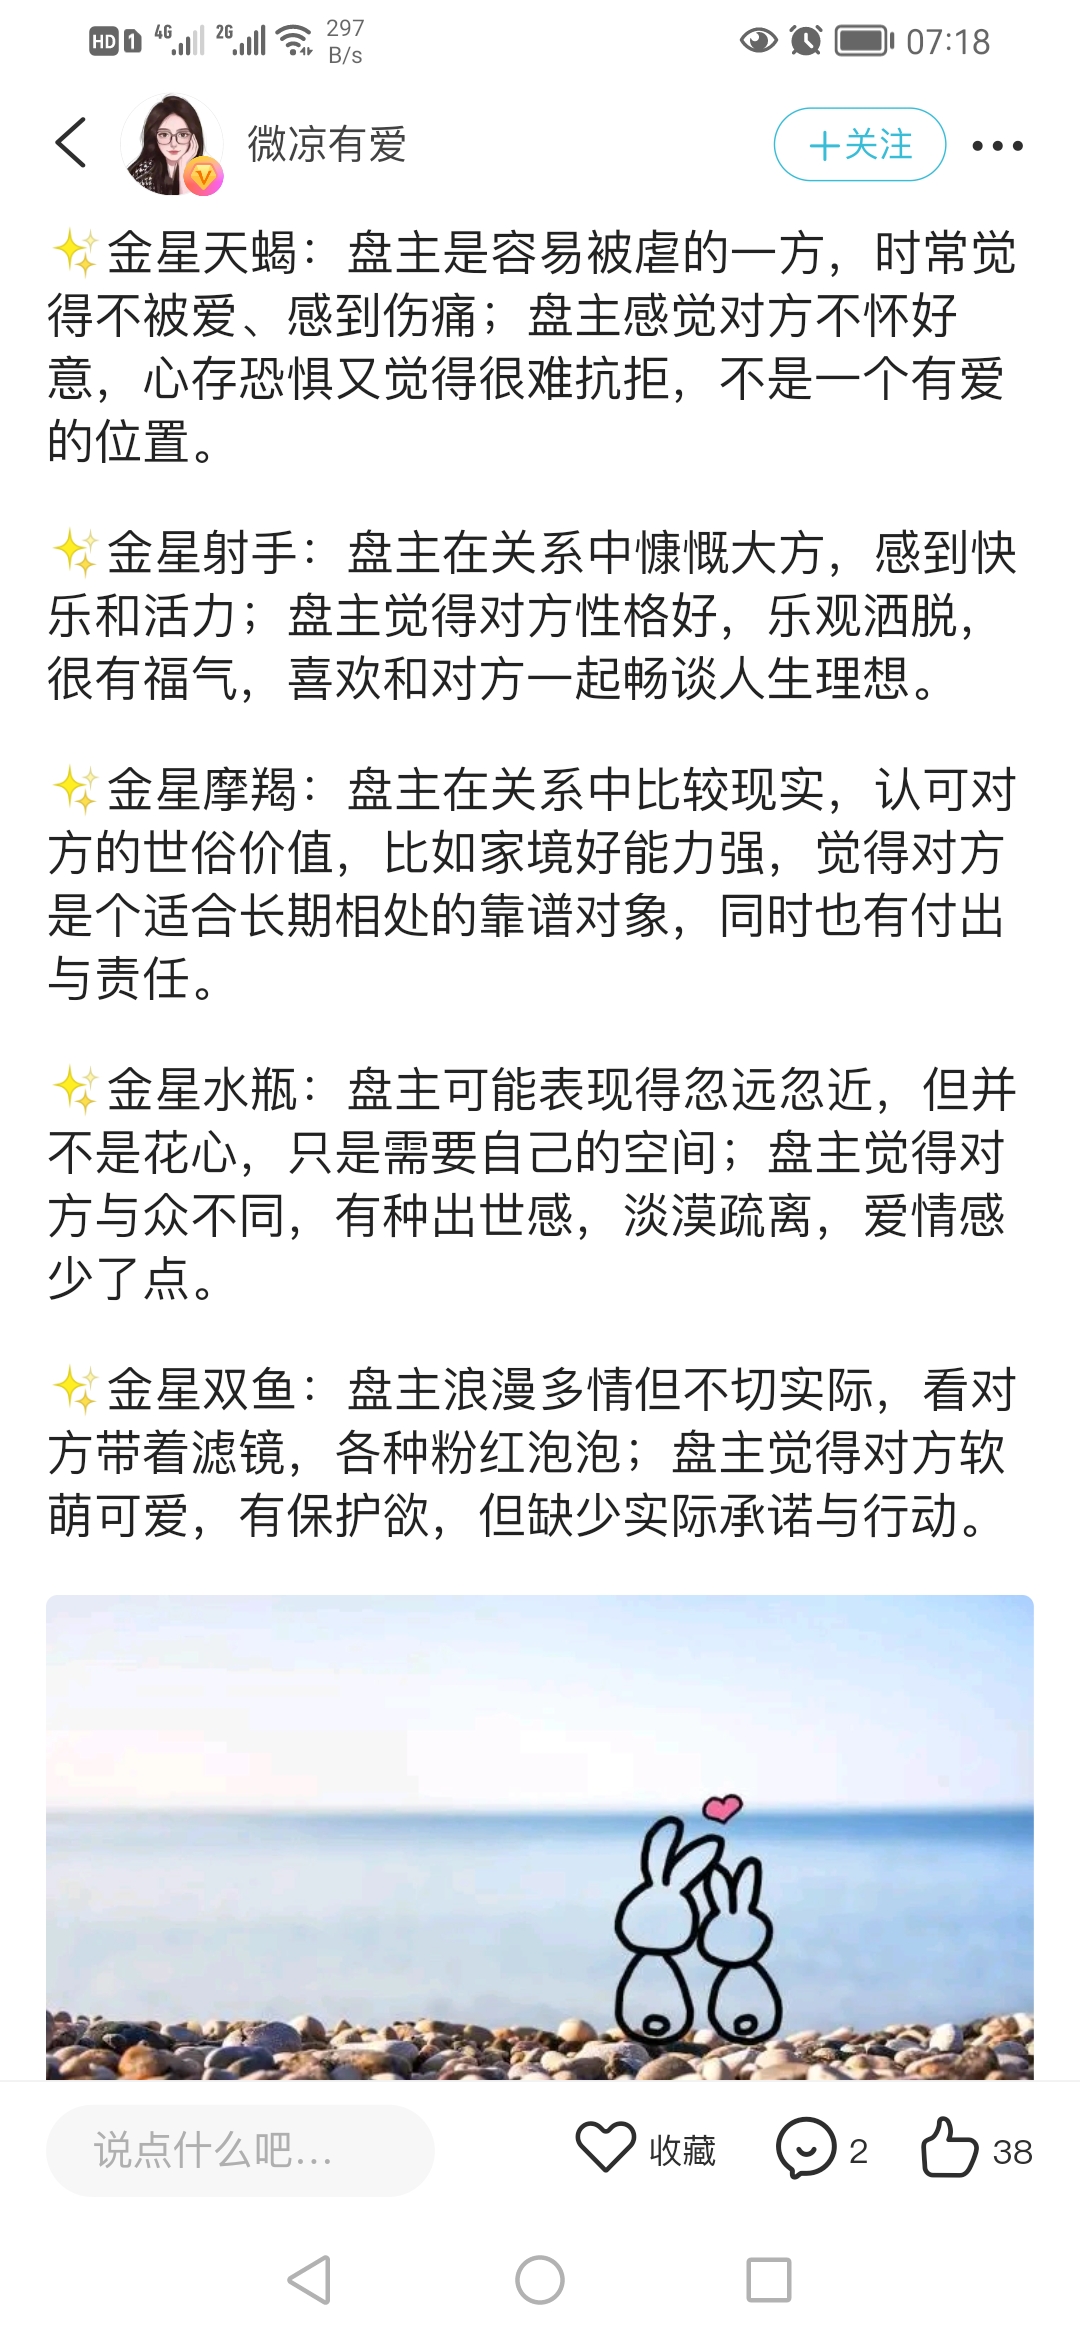 HD 1 4G 2G 297 B/s 07:18
微凉有爱 +关注
✨金星天蝎：盘主是容易被虐的一方，时常觉
得不被爱、感到伤痛；盘主感觉对方不怀好
意，心存恐惧又觉得很难抗拒，不是一个有爱
的位置。
✨金星射手：盘主在关系中慷慨大方，感到快
乐和活力；盘主觉得对方性格好，乐观洒脱，
很有福气，喜欢和对方一起畅谈人生理想。
✨金星摩羯：盘主在关系中比较现实，认可对
方的世俗价值，比如家境好能力强，觉得对方
是个适合长期相处的靠谱对象，同时也有付出
与责任。
✨金星水瓶：盘主可能表现得忽远忽近，但并
不是花心，只是需要自己的空间；盘主觉得对
方与众不同，有种出世感，淡漠疏离，爱情感
少了点。
✨金星双鱼：盘主浪漫多情但不切实际，看对
方带着滤镜，各种粉红泡泡；盘主觉得对方软
萌可爱，有保护欲，但缺少实际承诺与行动。
说点什么吧... 收藏 2 38